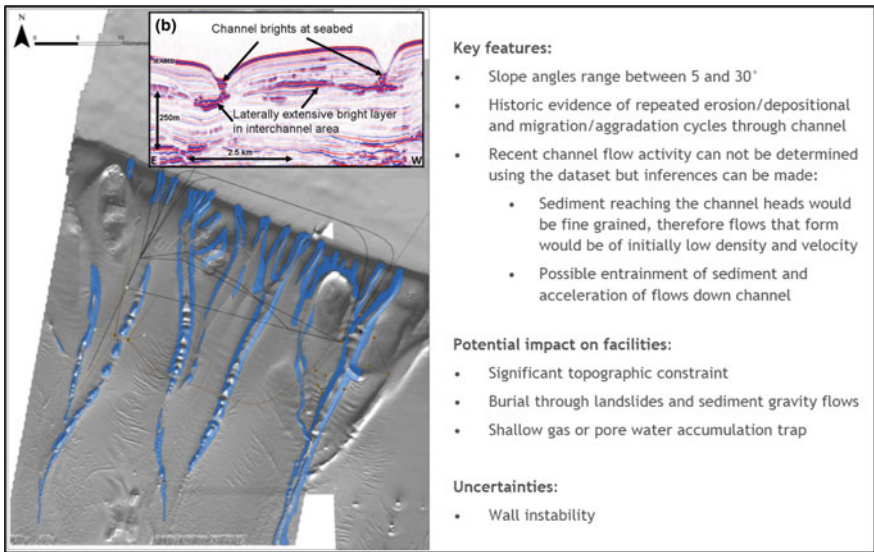 N
0 5 10
Kilometers
(b)
Channel brights at seabed
SEABED
Laterally extensive bright layer
in interchannel area
250m
2.5 km
E
W
Key features:
• Slope angles range between 5 and 30°
• Historic evidence of repeated erosion/depositional
and migration/aggradation cycles through channel
• Recent channel flow activity can not be determined
using the dataset but inferences can be made:
• Sediment reaching the channel heads would
be fine grained, therefore flows that form
would be of initially low density and velocity
• Possible entrainment of sediment and
acceleration of flows down channel
Potential impact on facilities:
• Significant topographic constraint
• Burial through landslides and sediment gravity flows
• Shallow gas or pore water accumulation trap
Uncertainties:
• Wall instability